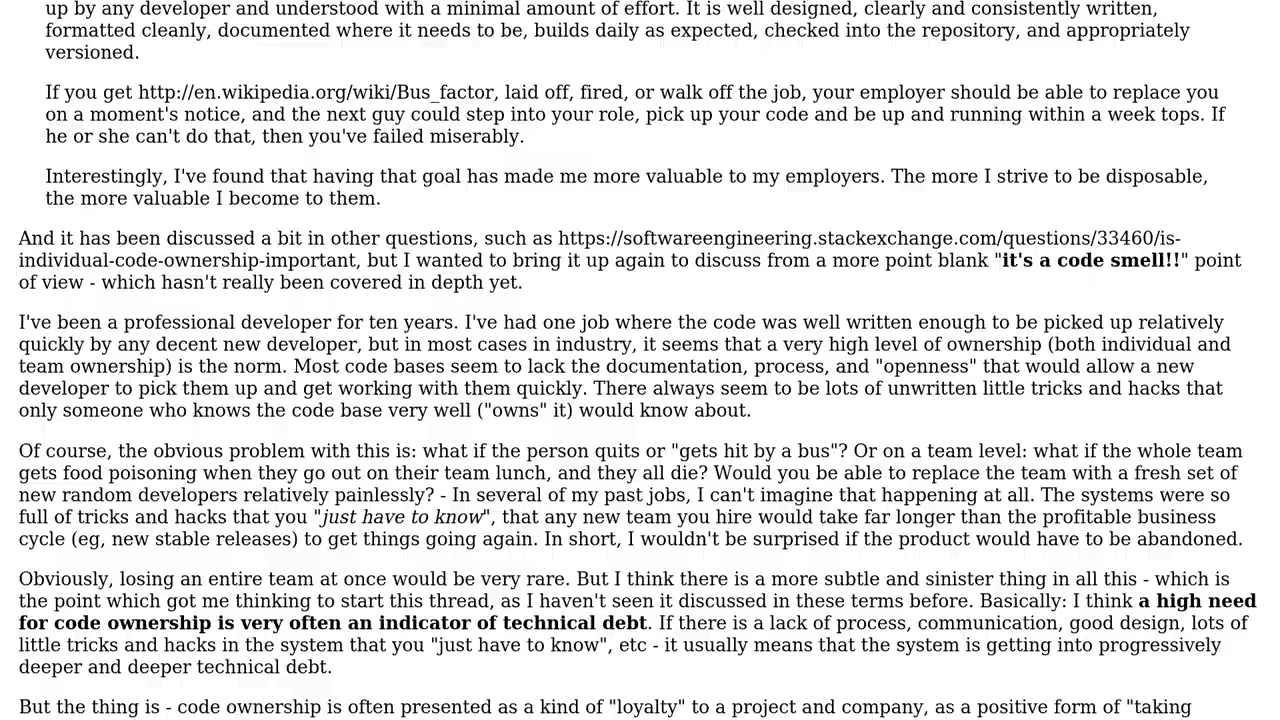 up by any developer and understood with a minimal amount of effort. It is well designed, clearly and consistently written,
formatted cleanly, documented where it needs to be, builds daily as expected, checked into the repository, and appropriately
versioned.
If you get http://en.wikipedia.org/wiki/Bus_factor, laid off, fired, or walk off the job, your employer should be able to replace you
on a moment's notice, and the next guy could step into your role, pick up your code and be up and running within a week tops. If
he or she can't do that, then you've failed miserably.
Interestingly, I've found that having that goal has made me more valuable to my employers. The more I strive to be disposable,
the more valuable I become to them.
And it has been discussed a bit in other questions, such as https://softwareengineering.stackexchange.com/questions/33460/is-
individual-code-ownership-important, but I wanted to bring it up again to discuss from a more point blank "it's a code smell!!" point
of view - which hasn't really been covered in depth yet.
I've been a professional developer for ten years. I've had one job where the code was well written enough to be picked up relatively
quickly by any decent new developer, but in most cases in industry, it seems that a very high level of ownership (both individual and
team ownership) is the norm. Most code bases seem to lack the documentation, process, and "openness" that would allow a new
developer to pick them up and get working with them quickly. There always seem to be lots of unwritten little tricks and hacks that
only someone who knows the code base very well ("owns" it) would know about.
Of course, the obvious problem with this is: what if the person quits or "gets hit by a bus"? Or on a team level: what if the whole team
gets food poisoning when they go out on their team lunch, and they all die? Would you be able to replace the team with a fresh set of
new random developers relatively painlessly? - In several of my past jobs, I can't imagine that happening at all. The systems were so
full of tricks and hacks that you "just have to know", that any new team you hire would take far longer than the profitable business
cycle (eg, new stable releases) to get things going again. In short, I wouldn't be surprised if the product would have to be abandoned.
Obviously, losing an entire team at once would be very rare. But I think there is a more subtle and sinister thing in all this - which is
the point which got me thinking to start this thread, as I haven't seen it discussed in these terms before. Basically: I think a high need
for code ownership is very often an indicator of technical debt. If there is a lack of process, communication, good design, lots of
little tricks and hacks in the system that you "just have to know", etc - it usually means that the system is getting into progressively
deeper and deeper technical debt.
But the thing is - code ownership is often presented as a kind of "loyalty" to a project and company, as a positive form of "taking